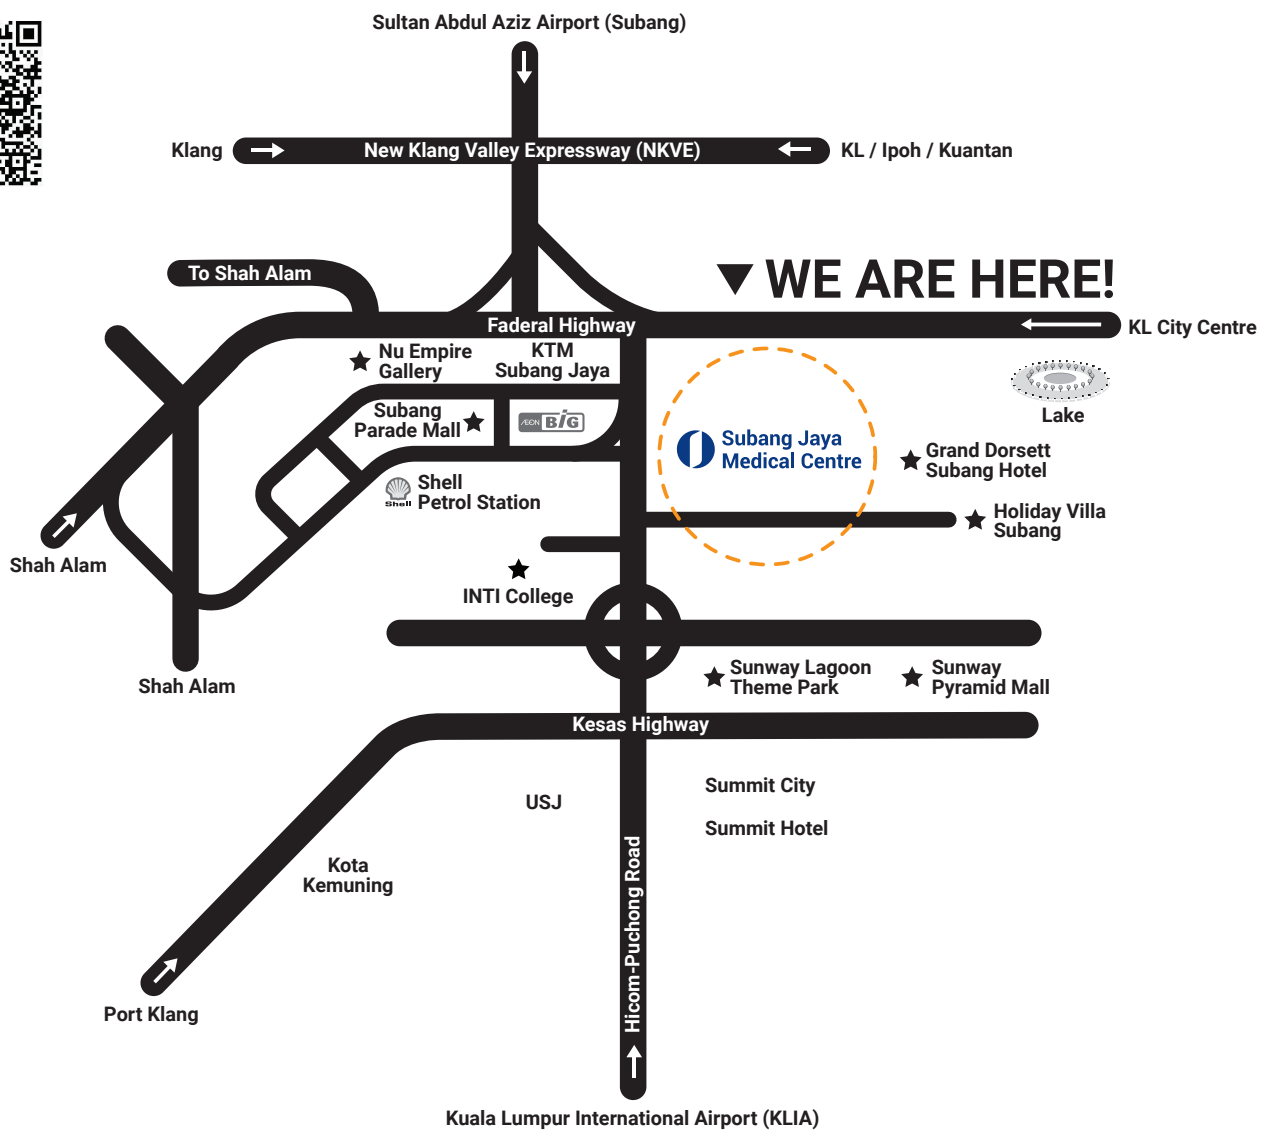 Sultan Abdul Aziz Airport (Subang)
Klang
New Klang Valley Expressway (NKVE)
KL / Ipoh / Kuantan
To Shah Alam
WE ARE HERE!
Faderal Highway
KL City Centre
Nu Empire
Gallery
KTM
Subang Jaya
Subang
Parade Mall
ÆON BiG
Lake
Subang Jaya
Medical Centre
Grand Dorsett
Subang Hotel
Shell
Shell
Petrol Station
Holiday Villa
Subang
Shah Alam
INTI College
Shah Alam
Sunway Lagoon
Theme Park
Sunway
Pyramid Mall
Kesas Highway
USJ
Summit City
Summit Hotel
Kota
Kemuning
Hicom-Puchong Road
Port Klang
Kuala Lumpur International Airport (KLIA)